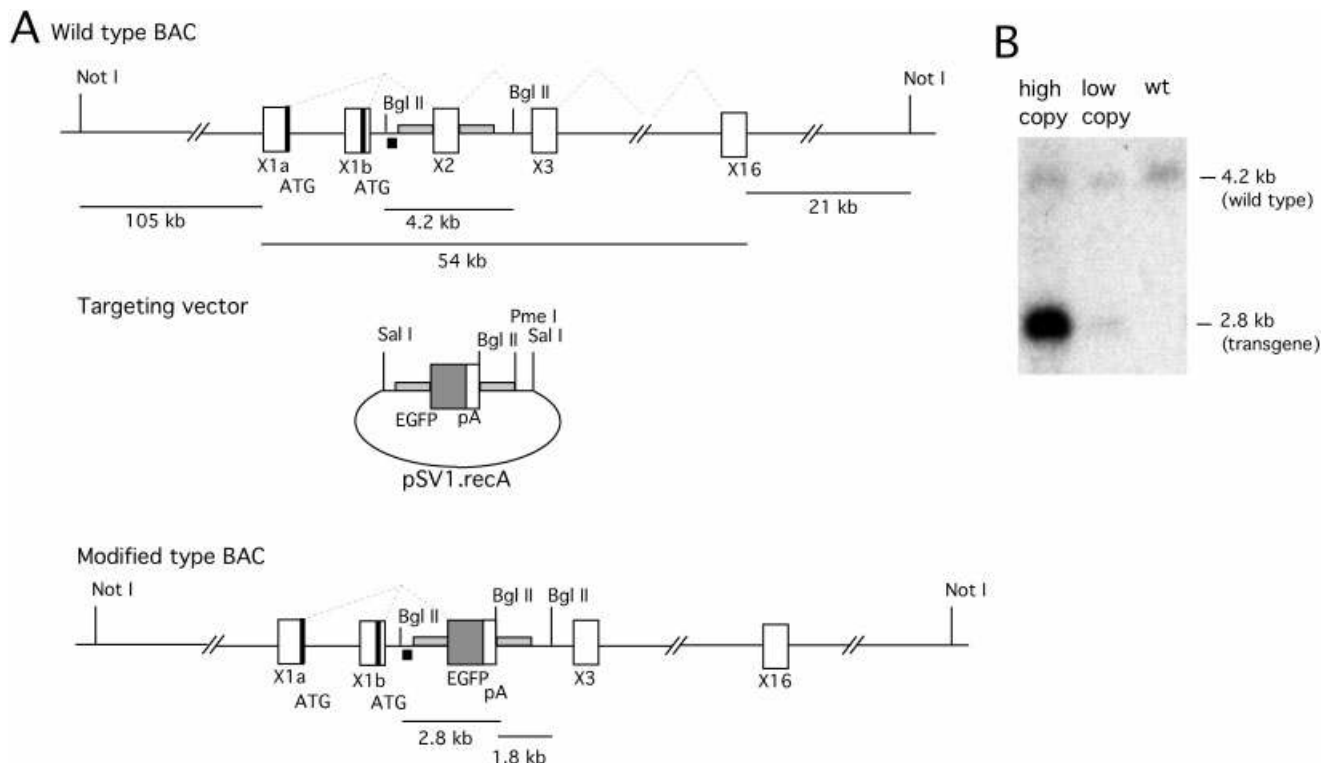 A Wild type BAC
Not I
Bgl II
Bgl II
Not I
X1a
ATG
X1b
ATG
X2
X3
X16
105 kb
4.2 kb
21 kb
54 kb
Targeting vector
Sal I
Bgl II
Pme I
Sal I
EGFP
pA
pSV1.recA
Modified type BAC
Not I
Bgl II
Bgl II
Bgl II
Not I
X1a
ATG
X1b
ATG
EGFP
pA
X3
X16
2.8 kb
1.8 kb
B
high copy
low copy
wt
4.2 kb
(wild type)
2.8 kb
(transgene)